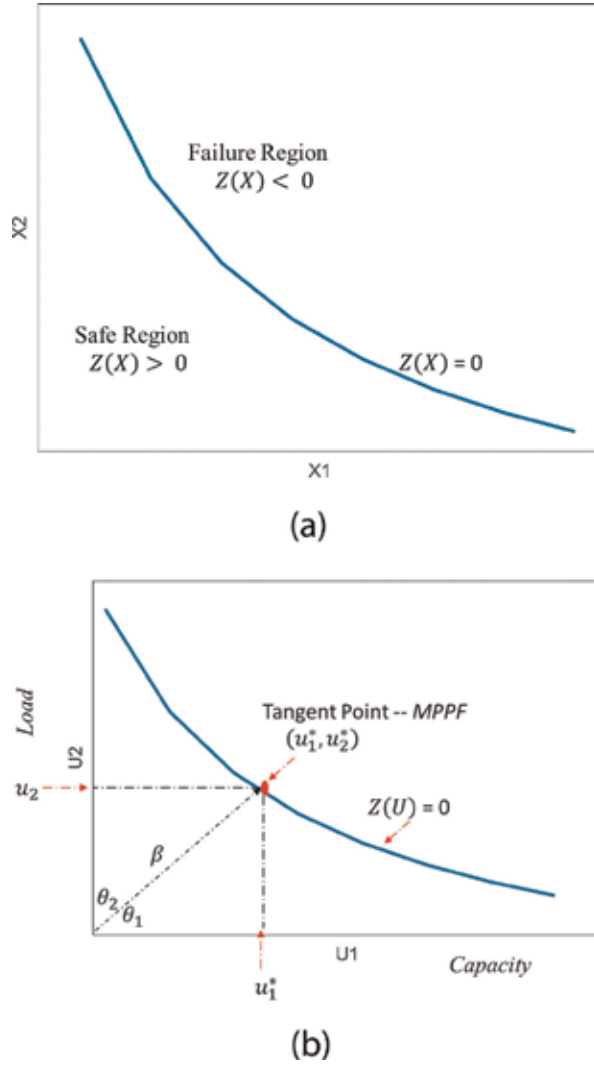 Failure Region
Z(X) < 0
X2
Safe Region
Z(X) > 0
Z(X) = 0
X1
(a)
Load
U2
Tangent Point -- MPPF
(u₁*, u₂*)
u₂
Z(U) = 0
β
θ₂
θ₁
U1
Capacity
u₁*
(b)